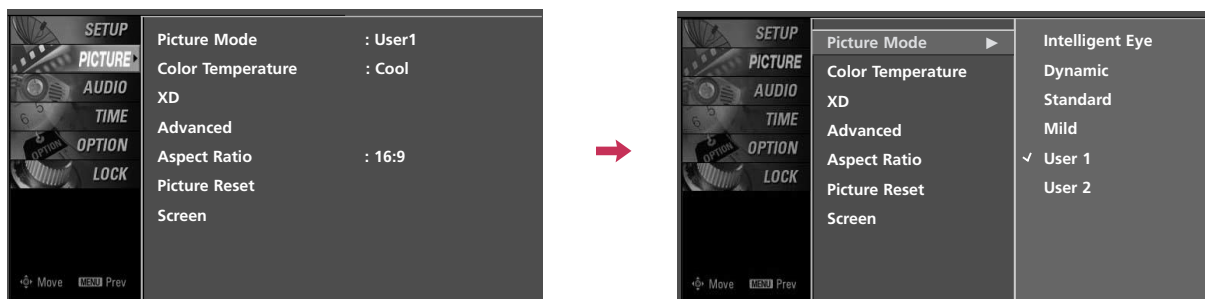 SETUP
PICTURE
AUDIO
TIME
OPTION
LOCK
Move MENU Prev
Picture Mode : User1
Color Temperature : Cool
XD
Advanced
Aspect Ratio : 16:9
Picture Reset
Screen
SETUP
PICTURE
AUDIO
TIME
OPTION
LOCK
Move MENU Prev
Picture Mode
Color Temperature
XD
Advanced
Aspect Ratio
Picture Reset
Screen
Intelligent Eye
Dynamic
Standard
Mild
User 1
User 2